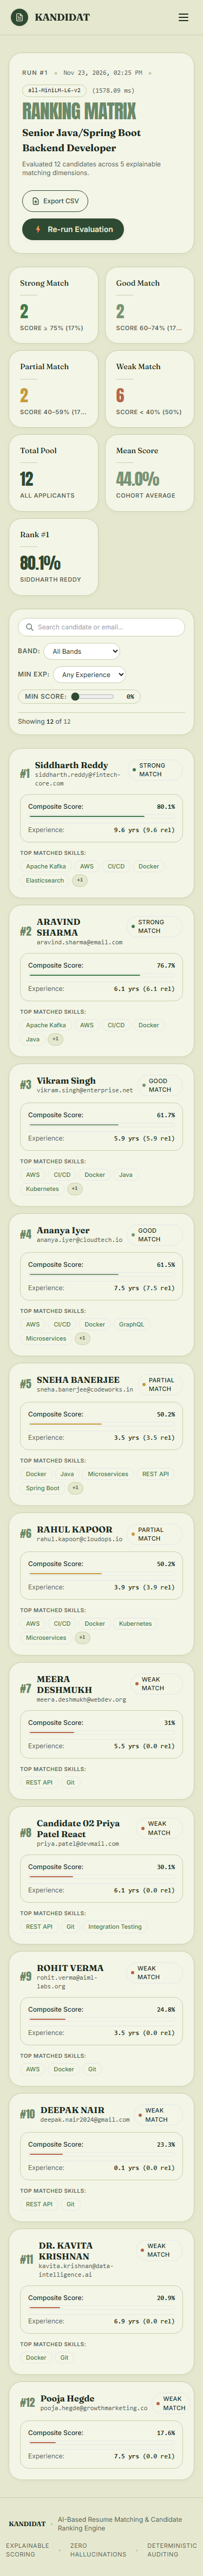 KANDIDAT
RUN #1 • Nov 23, 2026, 02:25 PM •
all-MiniLM-L6-v2 (1578.09 ms)
RANKING MATRIX
Senior Java/Spring Boot
Backend Developer
Evaluated 12 candidates across 5 explainable
matching dimensions.
Export CSV
Re-run Evaluation
Strong Match
2
SCORE ≥ 75% (17%)
Good Match
2
SCORE 60–74% (17...
Partial Match
2
SCORE 40–59% (17...
Weak Match
6
SCORE < 40% (50%)
Total Pool
12
ALL APPLICANTS
Mean Score
44.0%
COHORT AVERAGE
Rank #1
80.1%
SIDDHARTH REDDY
Search candidate or email...
BAND: All Bands
MIN EXP: Any Experience
MIN SCORE: 0%
Showing 12 of 12
#1 Siddharth Reddy
siddharth.reddy@fintech-
core.com
STRONG
MATCH
Composite Score: 80.1%
Experience: 9.6 yrs (9.6 rel)
TOP MATCHED SKILLS:
Apache Kafka AWS CI/CD Docker
Elasticsearch +1
#2 ARAVIND
SHARMA
aravind.sharma@email.com
STRONG
MATCH
Composite Score: 76.7%
Experience: 6.1 yrs (6.1 rel)
TOP MATCHED SKILLS:
Apache Kafka AWS CI/CD Docker
Java +1
#3 Vikram Singh
vikram.singh@enterprise.net
GOOD
MATCH
Composite Score: 61.7%
Experience: 5.9 yrs (5.9 rel)
TOP MATCHED SKILLS:
AWS CI/CD Docker Java
Kubernetes +1
#4 Ananya Iyer
ananya.iyer@cloudtech.io
GOOD
MATCH
Composite Score: 61.5%
Experience: 7.5 yrs (7.5 rel)
TOP MATCHED SKILLS:
AWS CI/CD Docker GraphQL
Microservices +1
#5 SNEHA BANERJEE
sneha.banerjee@codeworks.in
PARTIAL
MATCH
Composite Score: 50.2%
Experience: 3.5 yrs (3.5 rel)
TOP MATCHED SKILLS:
Docker Java Microservices REST API
Spring Boot +1
#6 RAHUL KAPOOR
rahul.kapoor@cloudops.io
PARTIAL
MATCH
Composite Score: 50.2%
Experience: 3.9 yrs (3.9 rel)
TOP MATCHED SKILLS:
AWS CI/CD Docker Kubernetes
Microservices +1
#7 MEERA
DESHMUKH
meera.deshmukh@webdev.org
WEAK
MATCH
Composite Score: 31%
Experience: 5.5 yrs (0.0 rel)
TOP MATCHED SKILLS:
REST API Git
#8 Candidate 02 Priya
Patel React
priya.patel@devmail.com
WEAK
MATCH
Composite Score: 30.1%
Experience: 6.1 yrs (0.0 rel)
TOP MATCHED SKILLS:
REST API Git Integration Testing
#9 ROHIT VERMA
rohit.verma@aiml-
labs.org
WEAK
MATCH
Composite Score: 24.8%
Experience: 3.5 yrs (0.0 rel)
TOP MATCHED SKILLS:
AWS Docker Git
#10 DEEPAK NAIR
deepak.nair2024@gmail.com
WEAK
MATCH
Composite Score: 23.3%
Experience: 0.1 yrs (0.0 rel)
TOP MATCHED SKILLS:
REST API Git
#11 DR. KAVITA
KRISHNAN
kavita.krishnan@data-
intelligence.ai
WEAK
MATCH
Composite Score: 20.9%
Experience: 6.9 yrs (0.0 rel)
TOP MATCHED SKILLS:
Docker Git
#12 Pooja Hegde
pooja.hegde@growthmarketing.co
WEAK
MATCH
Composite Score: 17.6%
Experience: 7.5 yrs (0.0 rel)
KANDIDAT • AI-Based Resume Matching & Candidate
Ranking Engine
EXPLAINABLE
SCORING
•
ZERO
HALLUCINATIONS
•
DETERMINISTIC
AUDITING